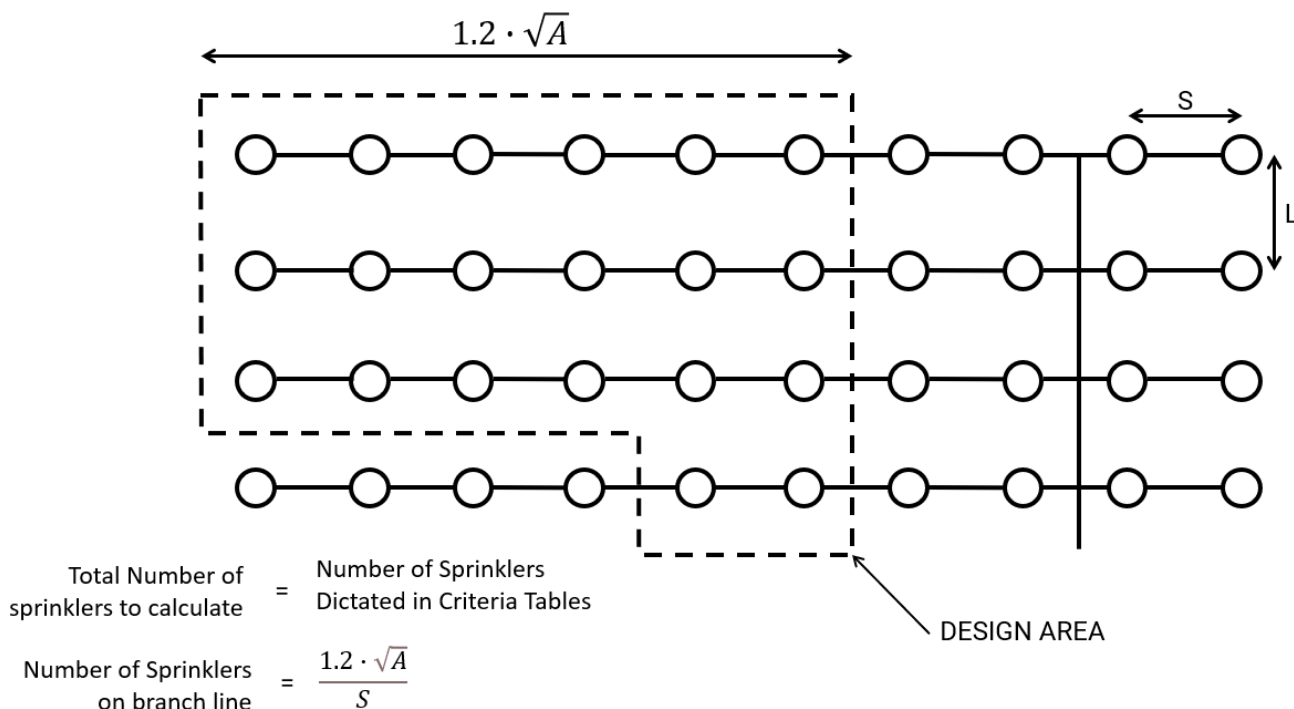 1.2 · √A
S
L
Total Number of
sprinklers to calculate
=
Number of Sprinklers
Dictated in Criteria Tables
DESIGN AREA
Number of Sprinklers
on branch line
=
1.2 · √A
S